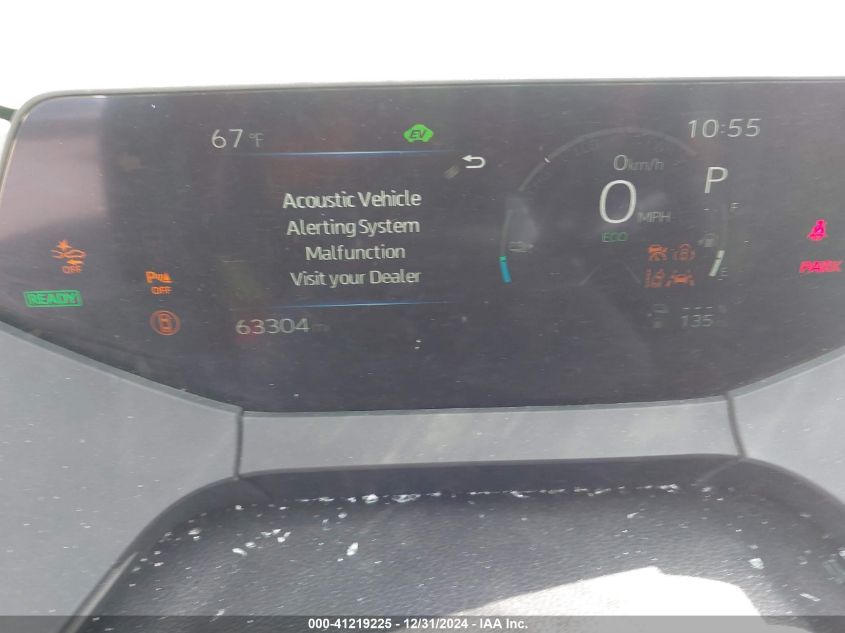 67 °F
EV
10:55
0 km/h
P
0 MPH
ECO
F
E
Acoustic Vehicle
Alerting System
Malfunction
Visit your Dealer
OFF
READY
P
OFF
63304 mi
135
PARK
000-41219225 - 12/31/2024 - IAA Inc.